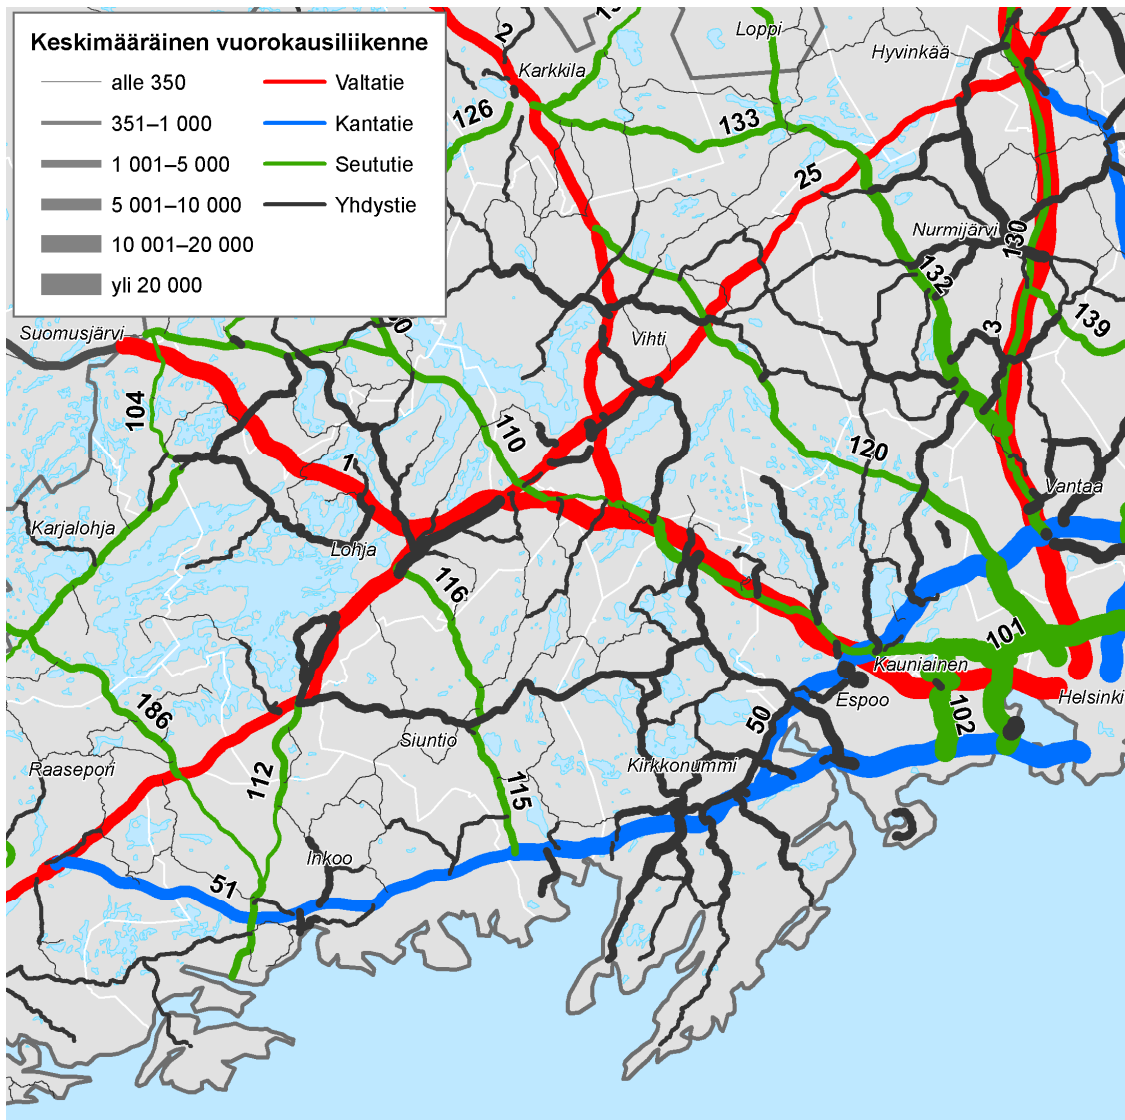 Keskimääräinen vuorokausiliikenne
alle 350
Valtatie
351–1 000
Kantatie
1 001–5 000
Seututie
5 001–10 000
Yhdystie
10 001–20 000
yli 20 000
2
Loppi
Hyvinkää
Karkkila
126
133
25
Nurmijärvi
130
132
139
3
Suomusjärvi
Vihti
104
110
1
120
Vantaa
Karjalohja
Lohja
116
101
Kauniainen
Espoo
102
Helsinki
50
186
Siuntio
Kirkkonummi
Raasepori
112
115
Inkoo
51